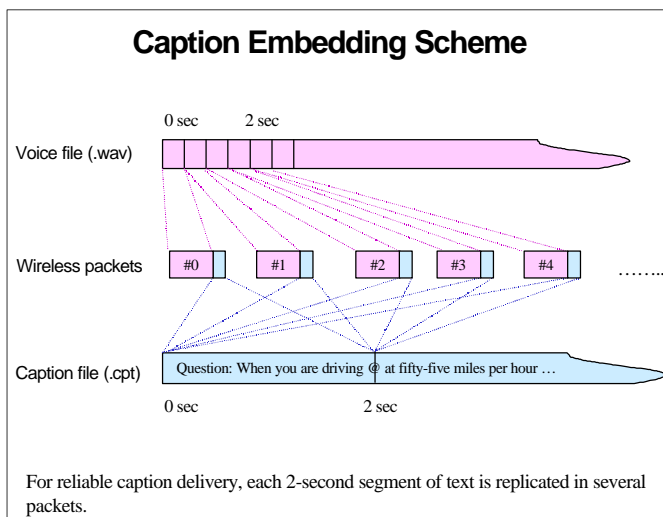 Caption Embedding Scheme
0 sec 2 sec
Voice file (.wav)
Wireless packets #0 #1 #2 #3 #4 ……..
Caption file (.cpt) Question: When you are driving @ at fifty-five miles per hour …
0 sec 2 sec
For reliable caption delivery, each 2-second segment of text is replicated in several
packets.